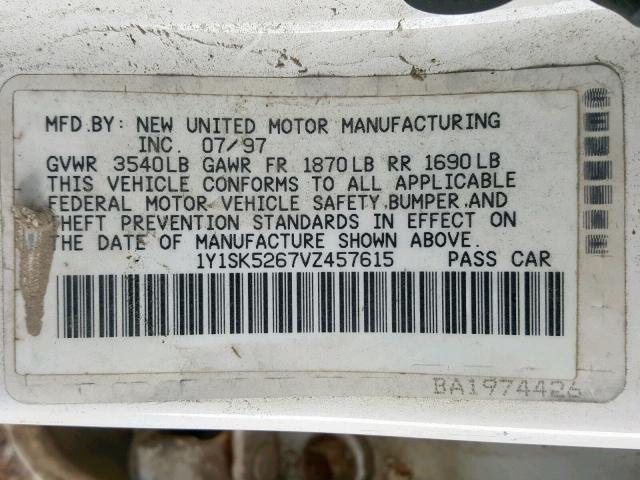 MFD.BY: NEW UNITED MOTOR MANUFACTURING
INC. 07/97
GVWR 3540LB GAWR FR 1870LB RR 1690LB
THIS VEHICLE CONFORMS TO ALL APPLICABLE
FEDERAL MOTOR VEHICLE SAFETY.BUMPER.AND
THEFT PREVENTION STANDARDS IN EFFECT ON
THE DATE OF MANUFACTURE SHOWN ABOVE.
1Y1SK5267VZ457615 PASS CAR
BA1974426